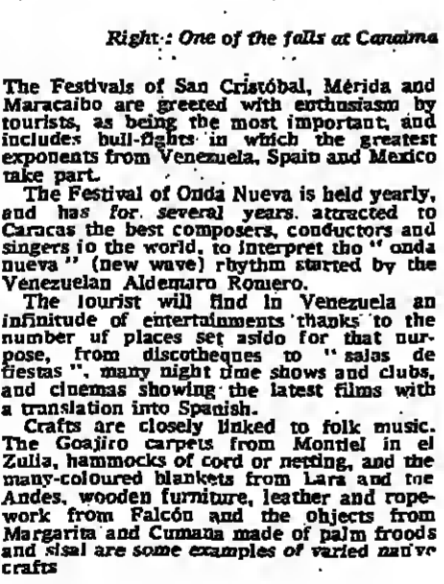 Right: One of the falls at Canaima
The Festivals of San Cristóbal, Mérida and
Maracaibo are greeted with enthusiasm by
tourists, as being the most important, and
includes bull-fights in which the greatest
exponents from Venezuela, Spain and Mexico
take part.
The Festival of Onda Nueva is held yearly,
and has for several years attracted to
Caracas the best composers, conductors and
singers in the world, to interpret the "onda
nueva" (new wave) rhythm started by the
Venezuelan Aldemaro Romero.
The tourist will find in Venezuela an
infinitude of entertainments thanks to the
number of places set aside for that pur-
pose, from discotheques to "salas de
fiestas", many night time shows and clubs,
and cinemas showing the latest films with
a translation into Spanish.
Crafts are closely linked to folk music.
The Goajiro carpets from Montiel in el
Zulia, hammocks of cord or netting, and the
many-coloured blankets from Lara and the
Andes, wooden furniture, leather and rope-
work from Falcón and the objects from
Margarita and Cumana made of palm froods
and sisal are some examples of varied native
crafts